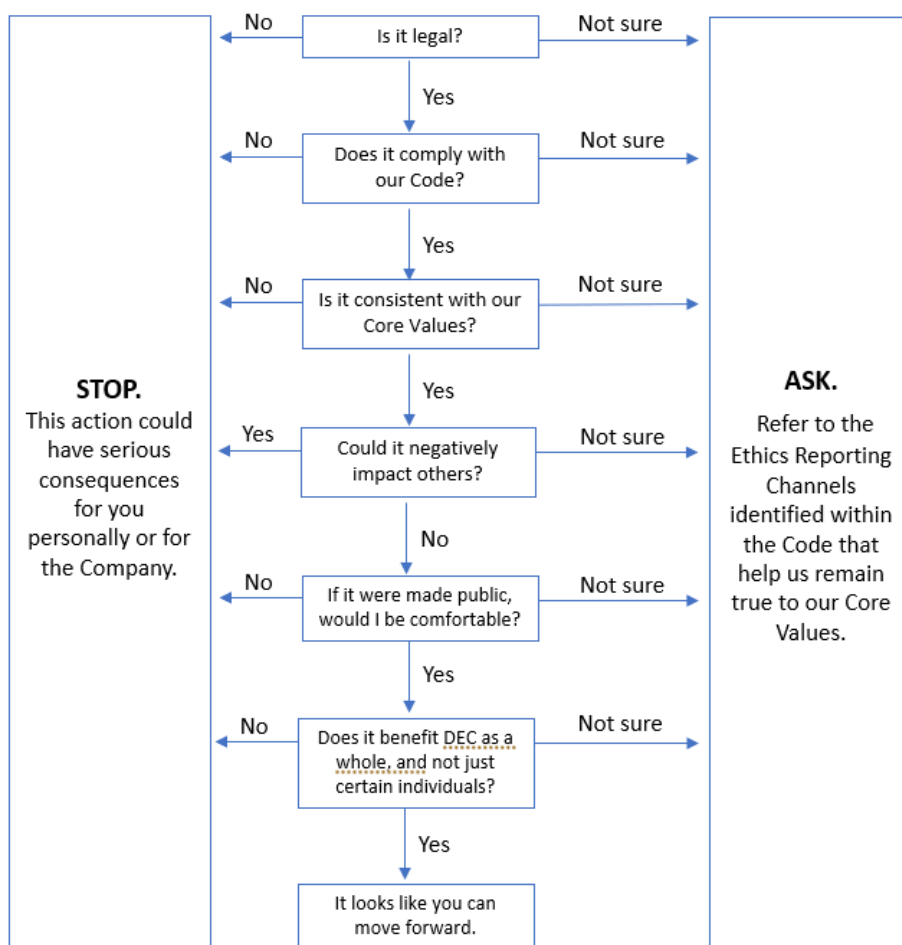 No
Is it legal?
Not sure
Yes
No
Does it comply with
our Code?
Not sure
Yes
No
Is it consistent with our
Core Values?
Not sure
Yes
STOP.
This action could
have serious
consequences
for you
personally or for
the Company.
Yes
Could it negatively
impact others?
Not sure
ASK.
Refer to the
Ethics Reporting
Channels
identified within
the Code that
help us remain
true to our Core
Values.
No
No
If it were made public,
would I be comfortable?
Not sure
Yes
No
Does it benefit DEC as a
whole, and not just
certain individuals?
Not sure
Yes
It looks like you can
move forward.